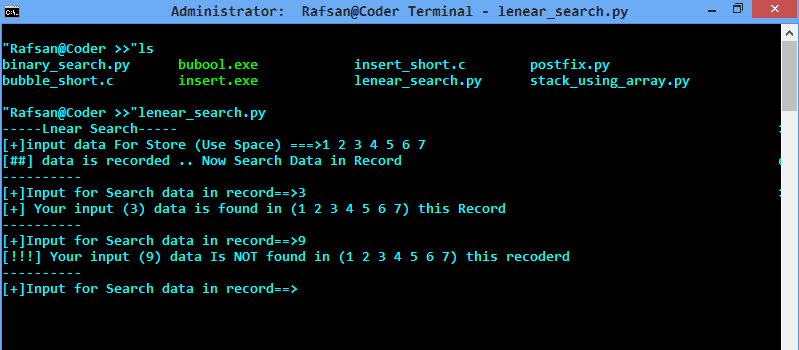 Administrator:  Rafsan@Coder Terminal - lenear_search.py
"Rafsan@Coder >>"ls
binary_search.py    bubool.exe    insert_short.c    postfix.py
bubble_short.c    insert.exe    lenear_search.py    stack_using_array.py
"Rafsan@Coder >>"lenear_search.py
-----Lnear Search-----
[+]input data For Store (Use Space) ===>1 2 3 4 5 6 7
[##] data is recorded .. Now Search Data in Record
----------
[+]Input for Search data in record==>3
[+] Your input (3) data is found in (1 2 3 4 5 6 7) this Record
----------
[+]Input for Search data in record==>9
[!!!] Your input (9) data Is NOT found in (1 2 3 4 5 6 7) this recoderd
----------
[+]Input for Search data in record==>